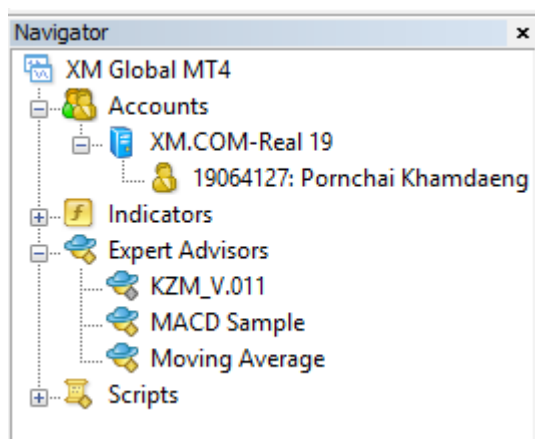 Navigator
XM Global MT4
Accounts
XM.COM-Real 19
19064127: Pornchai Khamdaeng
Indicators
Expert Advisors
KZM_V.011
MACD Sample
Moving Average
Scripts